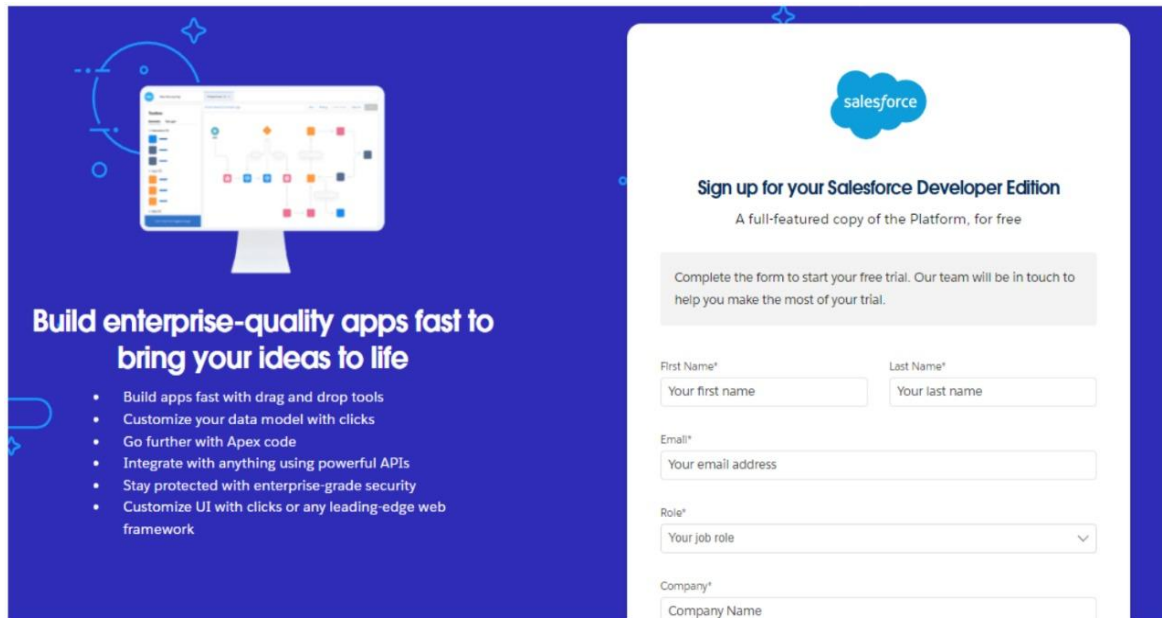 Build enterprise-quality apps fast to
bring your ideas to life
• Build apps fast with drag and drop tools
• Customize your data model with clicks
• Go further with Apex code
• Integrate with anything using powerful APIs
• Stay protected with enterprise-grade security
• Customize UI with clicks or any leading-edge web
framework
salesforce
Sign up for your Salesforce Developer Edition
A full-featured copy of the Platform, for free
Complete the form to start your free trial. Our team will be in touch to
help you make the most of your trial.
First Name* Last Name*
Your first name Your last name
Email*
Your email address
Role*
Your job role
Company*
Company Name